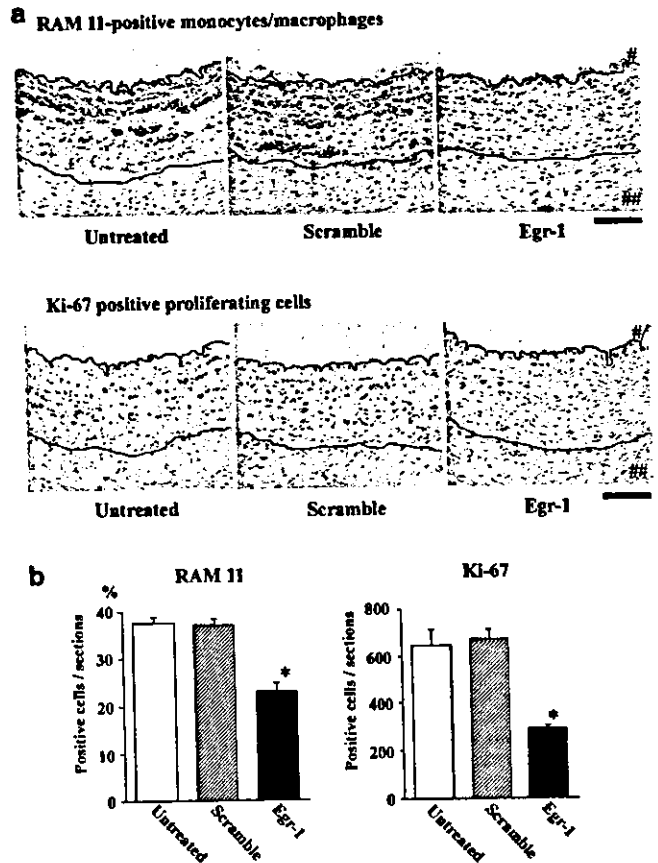 a RAM 11-positive monocytes/macrophages
#
##
Untreated Scramble Egr-1
Ki-67 positive proliferating cells
#
##
Untreated Scramble Egr-1
b RAM 11 Ki-67
%
Positive cells / sections
40
30
20
10
0
*
Untreated Scramble Egr-1
Positive cells / sections
800
600
400
200
0
*
Untreated Scramble Egr-1